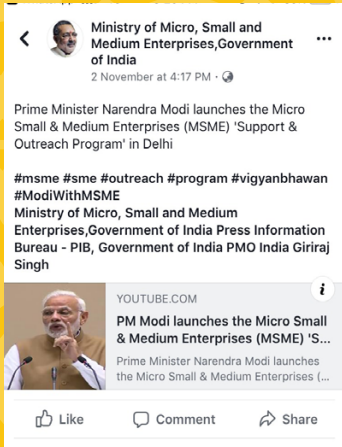 Ministry of Micro, Small and
Medium Enterprises,Government
of India
2 November at 4:17 PM ·
Prime Minister Narendra Modi launches the Micro
Small & Medium Enterprises (MSME) 'Support &
Outreach Program' in Delhi
#msme #sme #outreach #program #vigyanbhawan
#ModiWithMSME
Ministry of Micro, Small and Medium
Enterprises,Government of India Press Information
Bureau - PIB, Government of India PMO India Giriraj
Singh
YOUTUBE.COM
PM Modi launches the Micro Small
& Medium Enterprises (MSME) 'S...
Prime Minister Narendra Modi launches
the Micro Small & Medium Enterprises (...
Like
Comment
Share